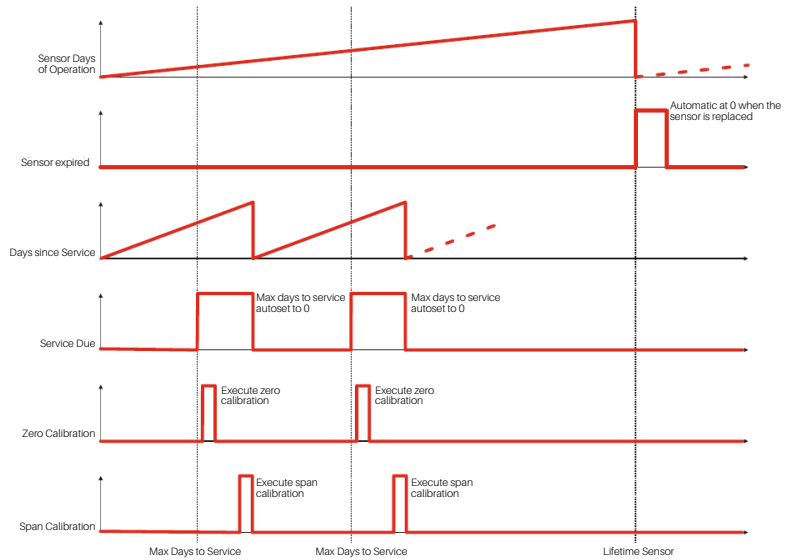 Sensor Days
of Operation
Automatic at 0 when the
sensor is replaced
Sensor expired
Days since Service
Max days to service
autoset to 0
Max days to service
autoset to 0
Service Due
Execute zero
calibration
Execute zero
calibration
Zero Calibration
Execute span
calibration
Execute span
calibration
Span Calibration
Max Days to Service
Max Days to Service
Lifetime Sensor